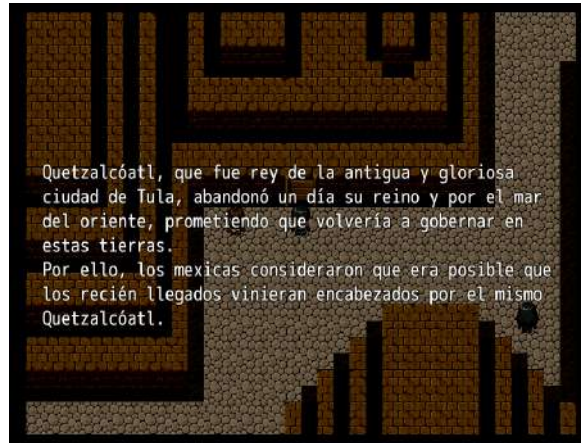 Quetzalcóatl, que fue rey de la antigua y gloriosa
ciudad de Tula, abandonó un día su reino y por el mar
del oriente, prometiendo que volvería a gobernar en
estas tierras.
Por ello, los mexicas consideraron que era posible que
los recién llegados vinieran encabezados por el mismo
Quetzalcóatl.